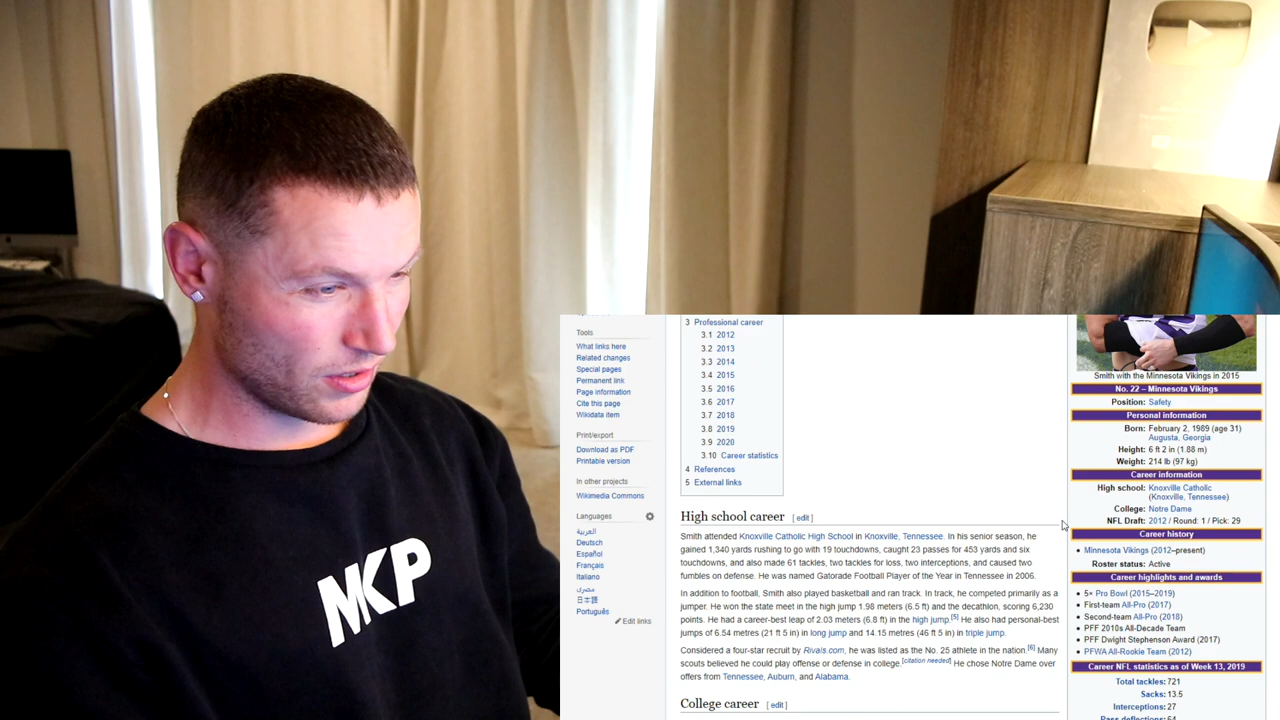 MKP
Tools
What links here
Related changes
Special pages
Permanent link
Page information
Cite this page
Wikidata item
Print/export
Download as PDF
Printable version
In other projects
Wikimedia Commons
Languages
العربية
Deutsch
Español
Français
Italiano
مصرى
日本語
Português
Edit links
3 Professional career
3.1 2012
3.2 2013
3.3 2014
3.4 2015
3.5 2016
3.6 2017
3.7 2018
3.8 2019
3.9 2020
3.10 Career statistics
4 References
5 External links
High school career [ edit ]
Smith attended Knoxville Catholic High School in Knoxville, Tennessee. In his senior season, he
gained 1,340 yards rushing to go with 19 touchdowns, caught 23 passes for 453 yards and six
touchdowns, and also made 61 tackles, two tackles for loss, two interceptions, and caused two
fumbles on defense. He was named Gatorade Football Player of the Year in Tennessee in 2006.
In addition to football, Smith also played basketball and ran track. In track, he competed primarily as a
jumper. He won the state meet in the high jump 1.98 meters (6.5 ft) and the decathlon, scoring 6,230
points. He had a career-best leap of 2.03 meters (6.8 ft) in the high jump.[5] He also had personal-best
jumps of 6.54 metres (21 ft 5 in) in long jump and 14.15 metres (46 ft 5 in) in triple jump.
Considered a four-star recruit by Rivals.com, he was listed as the No. 25 athlete in the nation.[6] Many
scouts believed he could play offense or defense in college.[citation needed] He chose Notre Dame over
offers from Tennessee, Auburn, and Alabama.
College career [ edit ]
Smith with the Minnesota Vikings in 2015
No. 22 – Minnesota Vikings
Position: Safety
Personal information
Born: February 2, 1989 (age 31)
Augusta, Georgia
Height: 6 ft 2 in (1.88 m)
Weight: 214 lb (97 kg)
Career information
High school: Knoxville Catholic
(Knoxville, Tennessee)
College: Notre Dame
NFL Draft: 2012 / Round: 1 / Pick: 29
Career history
• Minnesota Vikings (2012–present)
Roster status: Active
Career highlights and awards
• 5× Pro Bowl (2015–2019)
• First-team All-Pro (2017)
• Second-team All-Pro (2018)
• PFF 2010s All-Decade Team
• PFF Dwight Stephenson Award (2017)
• PFWA All-Rookie Team (2012)
Career NFL statistics as of Week 13, 2019
Total tackles: 721
Sacks: 13.5
Interceptions: 27
Pass deflections: 64